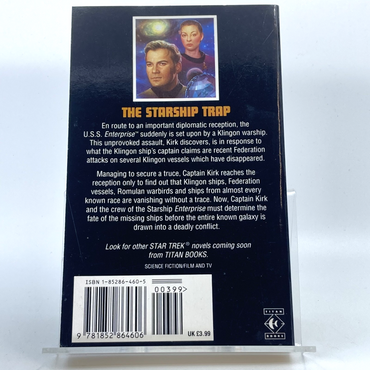 THE STARSHIP TRAP
En route to an important diplomatic reception, the
U.S.S. Enterprise™ suddenly is set upon by a Klingon warship.
This unprovoked assault, Kirk discovers, is in response to
what the Klingon ship's captain claims are recent Federation
attacks on several Klingon vessels which have disappeared.
Managing to secure a truce, Captain Kirk reaches the
reception only to find out that Klingon ships, Federation
vessels, Romulan warbirds and ships from almost every
known race are vanishing without a trace. Now, Captain Kirk
and the crew of the Starship Enterprise must determine the
fate of the missing ships before the entire known galaxy is
drawn into a deadly conflict.
Look for other STAR TREK® novels coming soon
from TITAN BOOKS.
SCIENCE FICTION/FILM AND TV
ISBN 1-85286-460-5
00399>
9 781852 864606
UK £3.99
TITAN
BOOKS